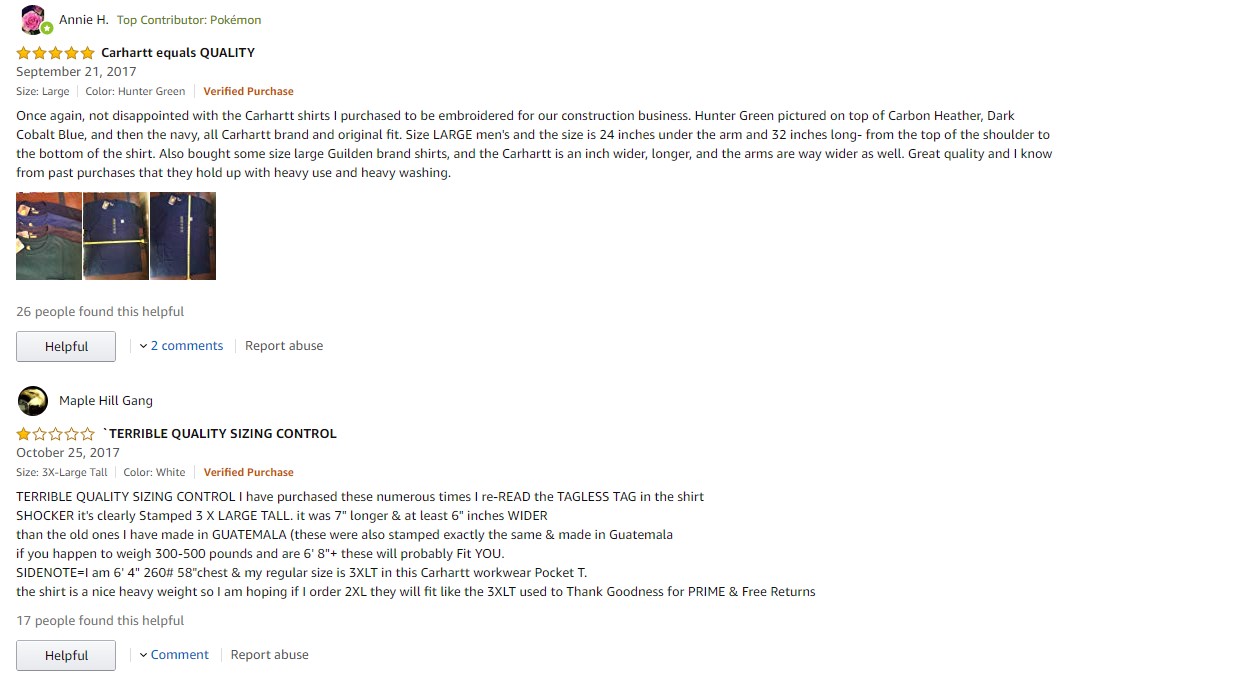 Annie H. Top Contributor: Pokémon
Carhartt equals QUALITY
September 21, 2017
Size: Large Color: Hunter Green Verified Purchase
Once again, not disappointed with the Carhartt shirts I purchased to be embroidered for our construction business. Hunter Green pictured on top of Carbon Heather, Dark
Cobalt Blue, and then the navy, all Carhartt brand and original fit. Size LARGE men's and the size is 24 inches under the arm and 32 inches long- from the top of the shoulder to
the bottom of the shirt. Also bought some size large Guilden brand shirts, and the Carhartt is an inch wider, longer, and the arms are way wider as well. Great quality and I know
from past purchases that they hold up with heavy use and heavy washing.
26 people found this helpful
Helpful 2 comments Report abuse
Maple Hill Gang
`TERRIBLE QUALITY SIZING CONTROL
October 25, 2017
Size: 3X-Large Tall Color: White Verified Purchase
TERRIBLE QUALITY SIZING CONTROL I have purchased these numerous times I re-READ the TAGLESS TAG in the shirt
SHOCKER it's clearly Stamped 3 X LARGE TALL. it was 7" longer & at least 6" inches WIDER
than the old ones I have made in GUATEMALA (these were also stamped exactly the same & made in Guatemala
if you happen to weigh 300-500 pounds and are 6' 8"+ these will probably Fit YOU.
SIDENOTE=I am 6' 4" 260# 58"chest & my regular size is 3XLT in this Carhartt workwear Pocket T.
the shirt is a nice heavy weight so I am hoping if I order 2XL they will fit like the 3XLT used to Thank Goodness for PRIME & Free Returns
17 people found this helpful
Helpful Comment Report abuse